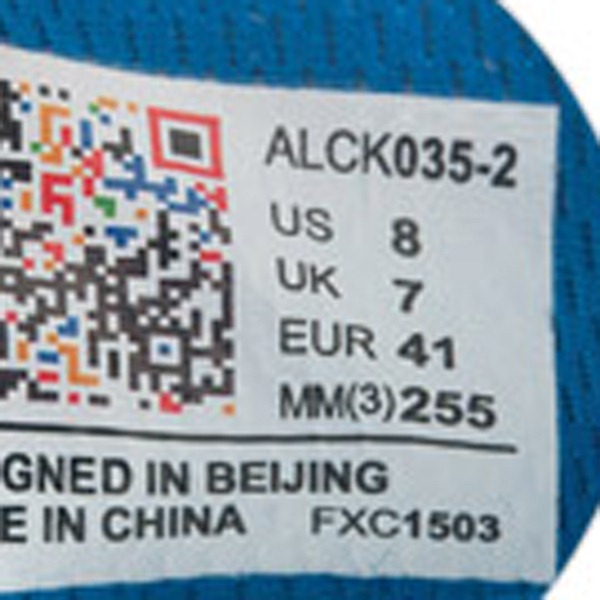 ALCK035-2
US 8
UK 7
EUR 41
MM(3)255
GNED IN BEIJING
E IN CHINA FXC1503